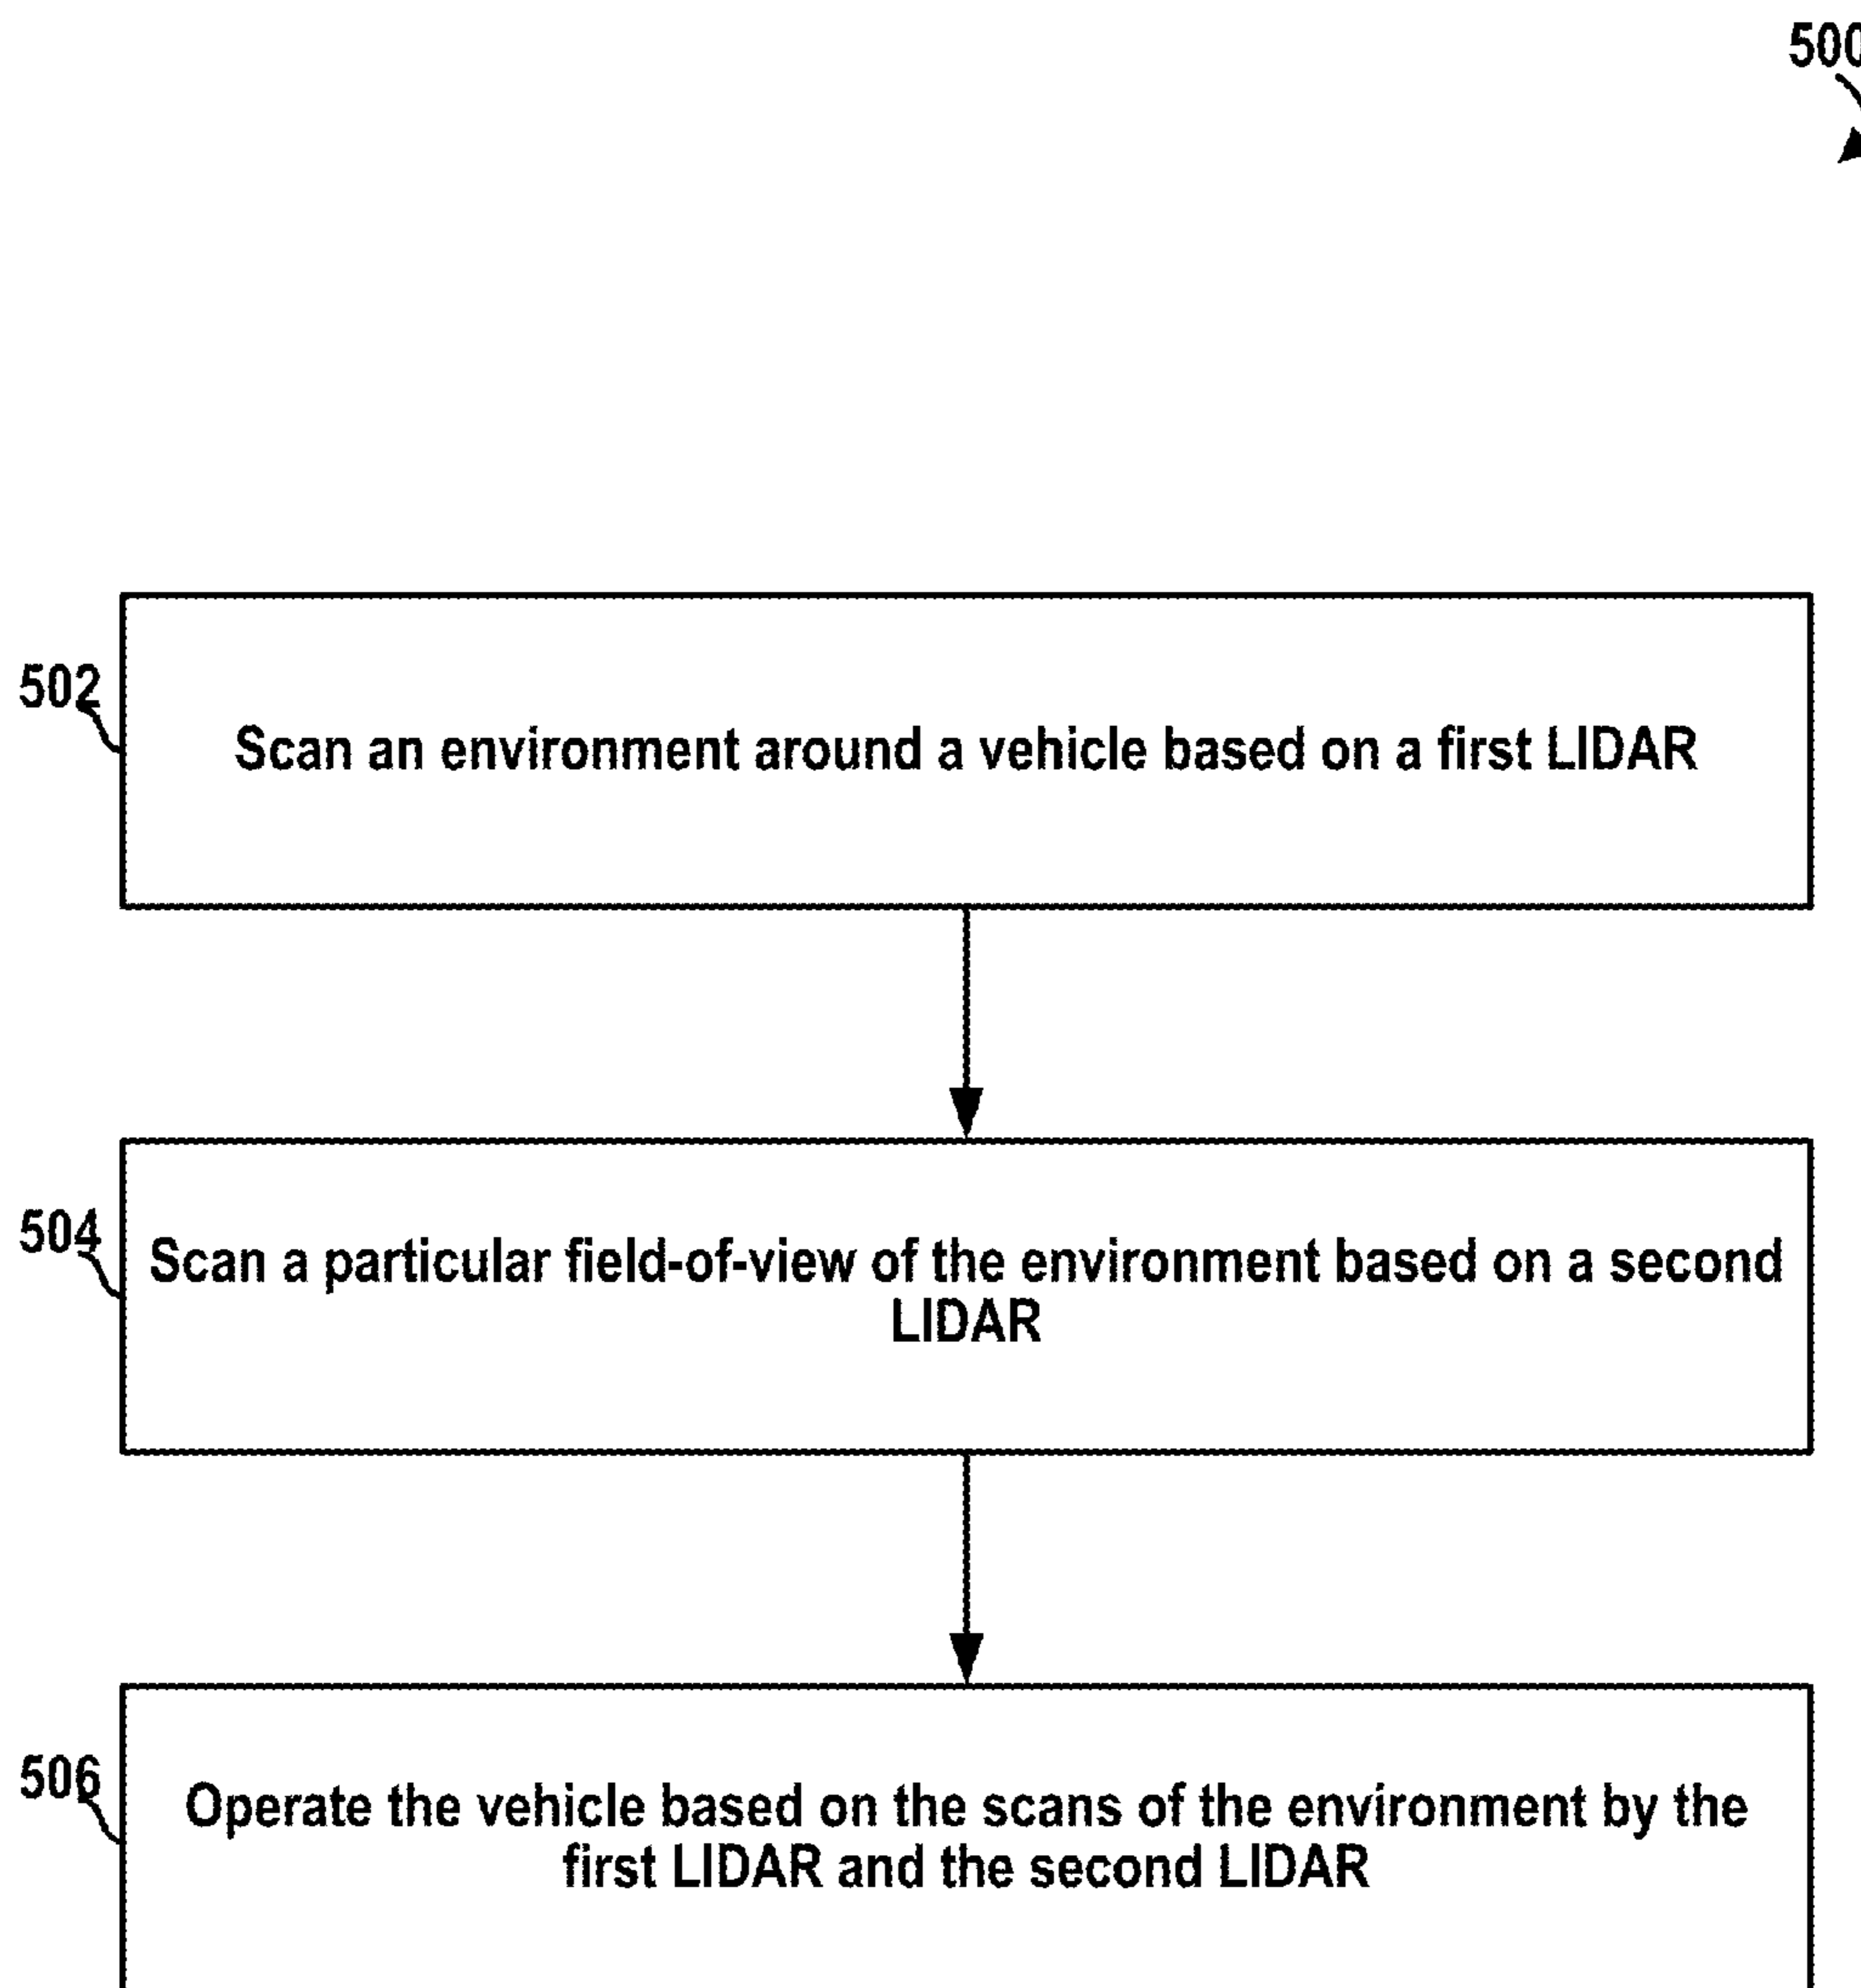 500
502
Scan an environment around a vehicle based on a first LIDAR
504
Scan a particular field-of-view of the environment based on a second
LIDAR
506
Operate the vehicle based on the scans of the environment by the
first LIDAR and the second LIDAR